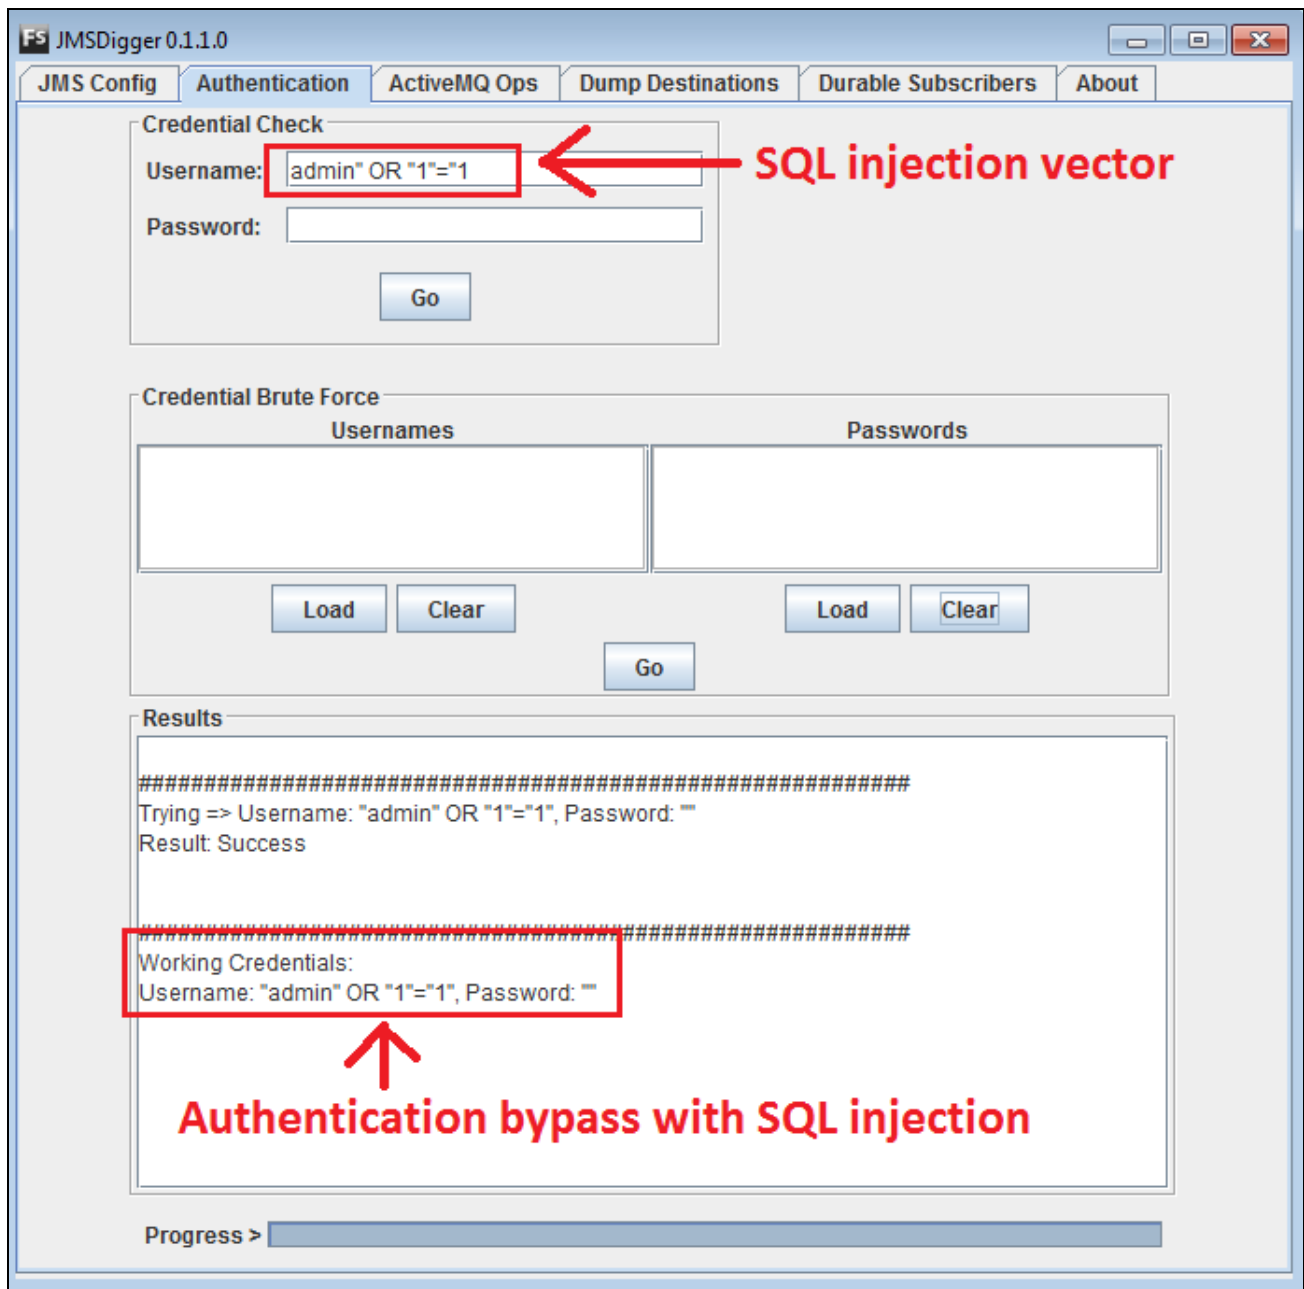 FS JMSDigger 0.1.1.0
JMS Config Authentication ActiveMQ Ops Dump Destinations Durable Subscribers About
Credential Check
Username: admin" OR "1"="1
SQL injection vector
Password:
Go
Credential Brute Force
Usernames Passwords
Load Clear Load Clear
Go
Results
###########################################################
Trying => Username: "admin" OR "1"="1", Password: ""
Result: Success
###########################################################
Working Credentials:
Username: "admin" OR "1"="1", Password: ""
Authentication bypass with SQL injection
Progress >